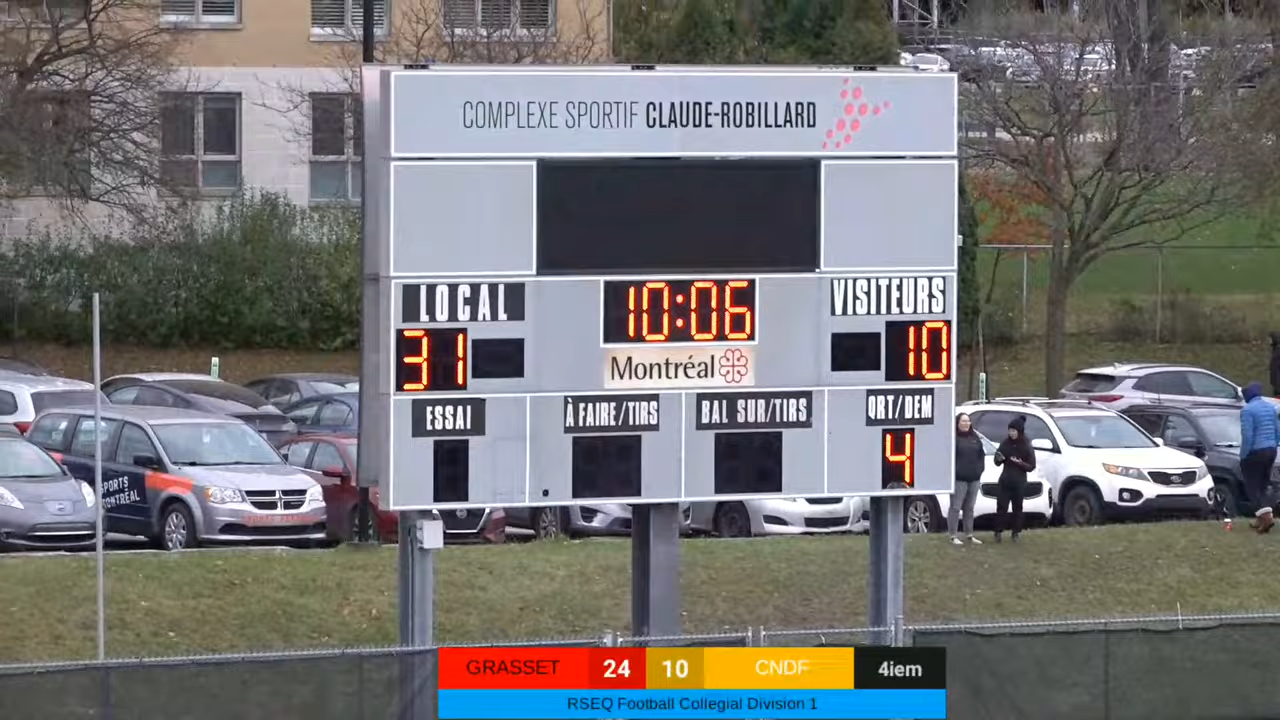 COMPLEXE SPORTIF CLAUDE-ROBILLARD
LOCAL
10:06
VISITEURS
31
Montréal
10
ESSAI
À FAIRE/TIRS
BAL SUR/TIRS
QRT/DEM
4
SPORTS
MONTRÉAL
GRASSET 24 10 CNDF 4iem
RSEQ Football Collegial Division 1